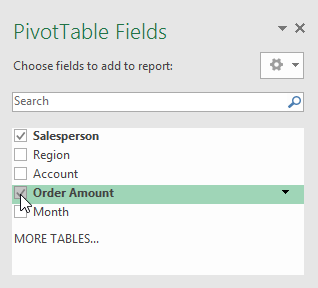 PivotTable Fields
Choose fields to add to report:
Search
Salesperson
Region
Account
Order Amount
Month
MORE TABLES...